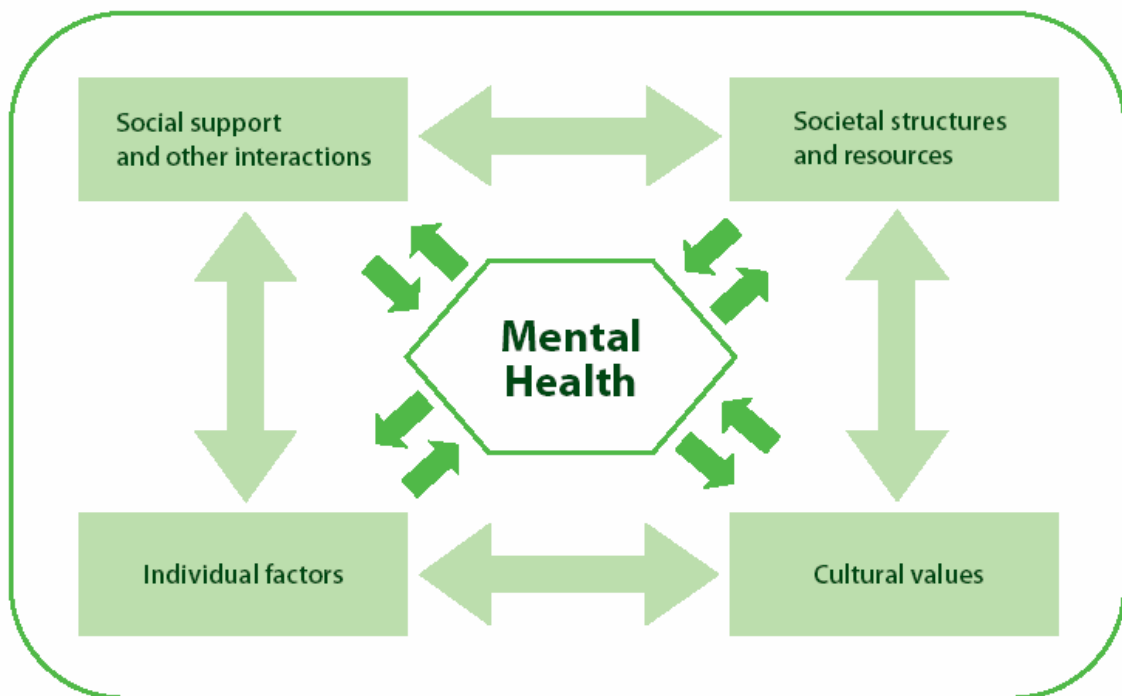 Social support
and other interactions
Societal structures
and resources
Mental
Health
Individual factors
Cultural values